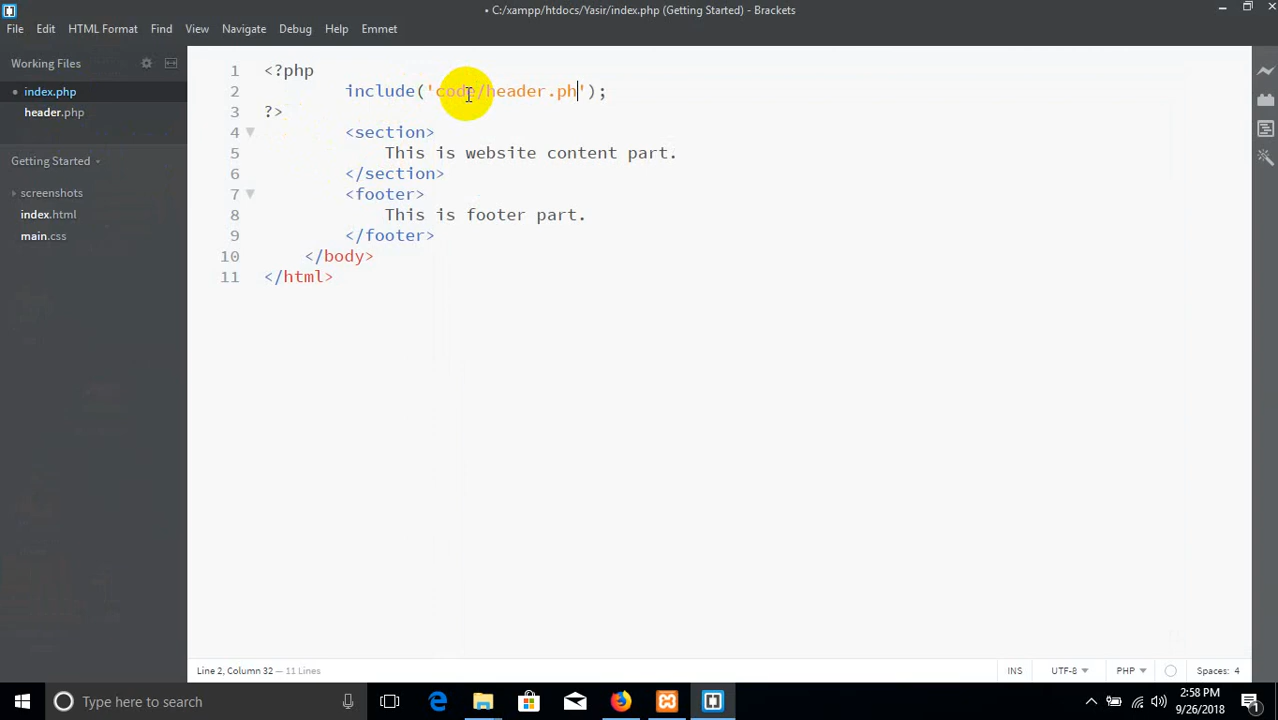 • C:/xampp/htdocs/Yasir/index.php (Getting Started) - Brackets
File Edit View Navigate Debug Help Emmet
Working Files
index.php
header.php
Getting Started
screenshots
index.html
main.css
1 <?php
2 include('code/header.ph');
3 ?>
4 <section>
5 This is website content part.
6 </section>
7 <footer>
8 This is footer part.
9 </footer>
10 </body>
11 </html>
Line 2, Column 32 — 11 Lines
INS UTF-8 PHP Spaces: 4
Type here to search
2:58 PM
9/26/2018
1